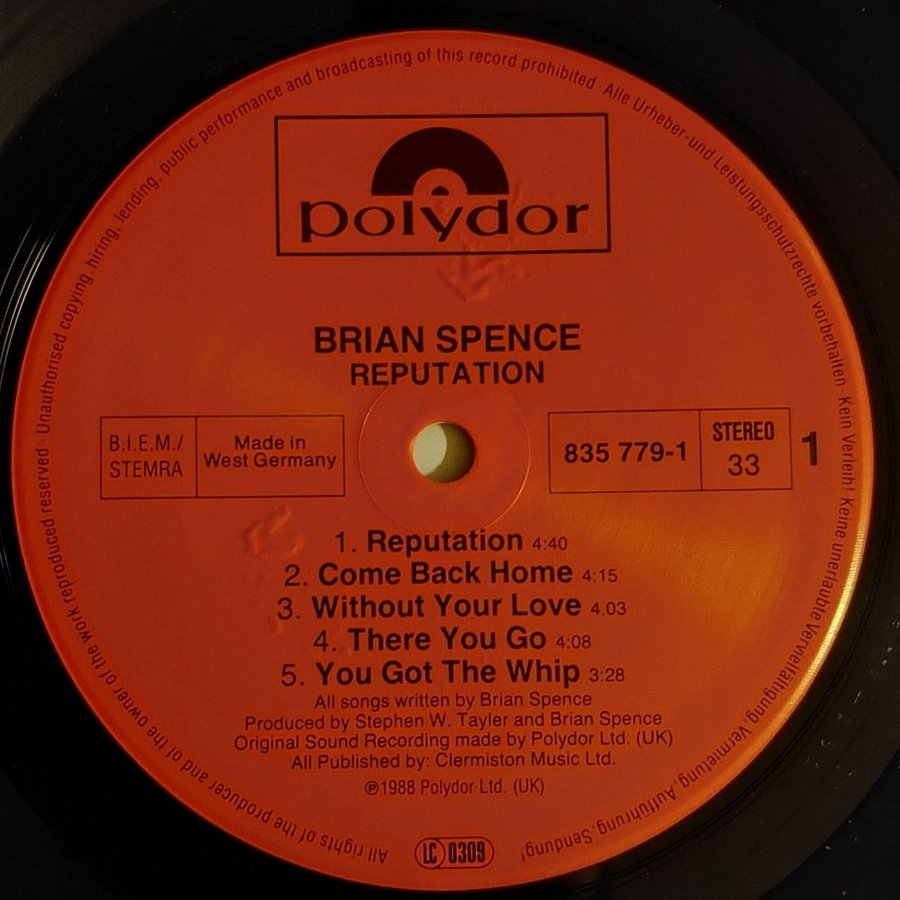 polydor
BRIAN SPENCE
REPUTATION
B.I.E.M./
STEMRA
Made in
West Germany
835 779-1
STEREO
33
1
1. Reputation 4:40
2. Come Back Home 4:15
3. Without Your Love 4.03
4. There You Go 4:08
5. You Got The Whip 3:28
All songs written by Brian Spence
Produced by Stephen W. Tayler and Brian Spence
Original Sound Recording made by Polydor Ltd. (UK)
All Published by: Clermiston Music Ltd.
℗1988 Polydor Ltd. (UK)
LC 0309
All rights of the producer and of the owner of the work reproduced reserved · Unauthorised copying, hiring, lending, public performance and broadcasting of this record prohibited · Alle Urheber-und Leistungsschutzrechte vorbehalten · Kein Verleih! Keine unerlaubte Vervielfältigung, Vermietung, Aufführung, Sendung!